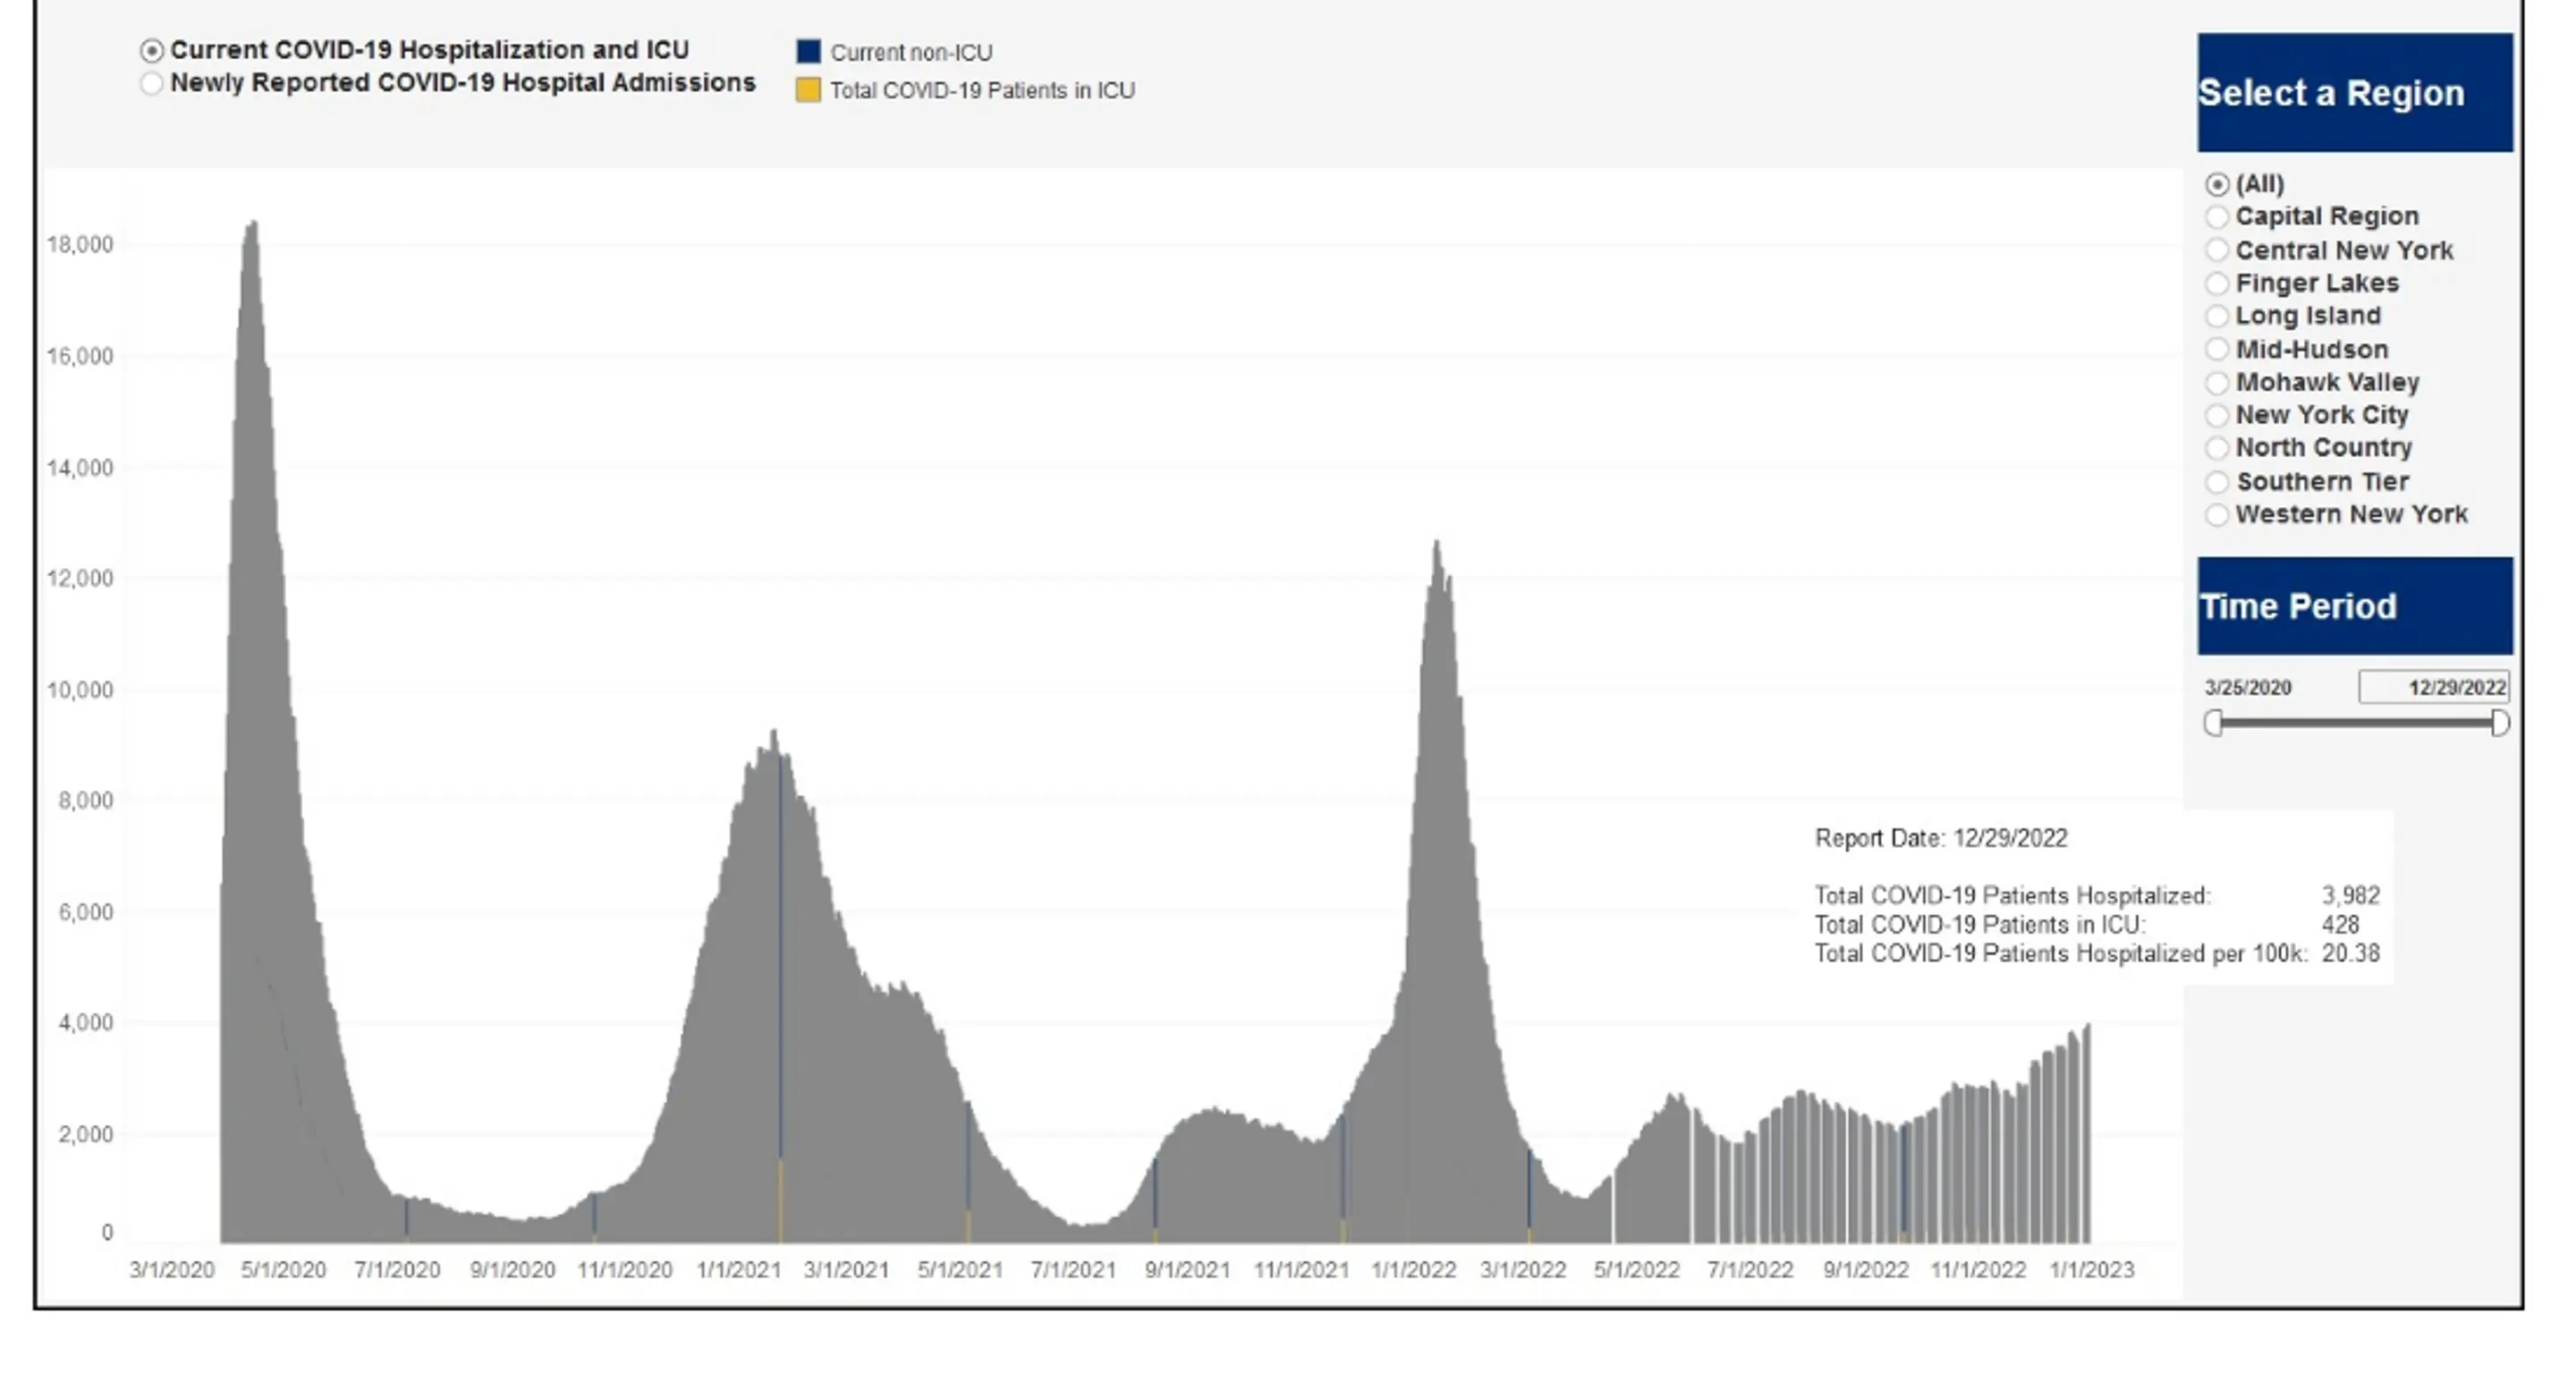 Current COVID-19 Hospitalization and ICU
Newly Reported COVID-19 Hospital Admissions
Current non-ICU
Total COVID-19 Patients in ICU
Select a Region
(All)
Capital Region
Central New York
Finger Lakes
Long Island
Mid-Hudson
Mohawk Valley
New York City
North Country
Southern Tier
Western New York
Time Period
3/25/2020 12/29/2022
18,000
16,000
14,000
12,000
10,000
8,000
6,000
4,000
2,000
0
Report Date: 12/29/2022
Total COVID-19 Patients Hospitalized: 3,982
Total COVID-19 Patients in ICU: 428
Total COVID-19 Patients Hospitalized per 100k: 20.38
3/1/2020 5/1/2020 7/1/2020 9/1/2020 11/1/2020 1/1/2021 3/1/2021 5/1/2021 7/1/2021 9/1/2021 11/1/2021 1/1/2022 3/1/2022 5/1/2022 7/1/2022 9/1/2022 11/1/2022 1/1/2023